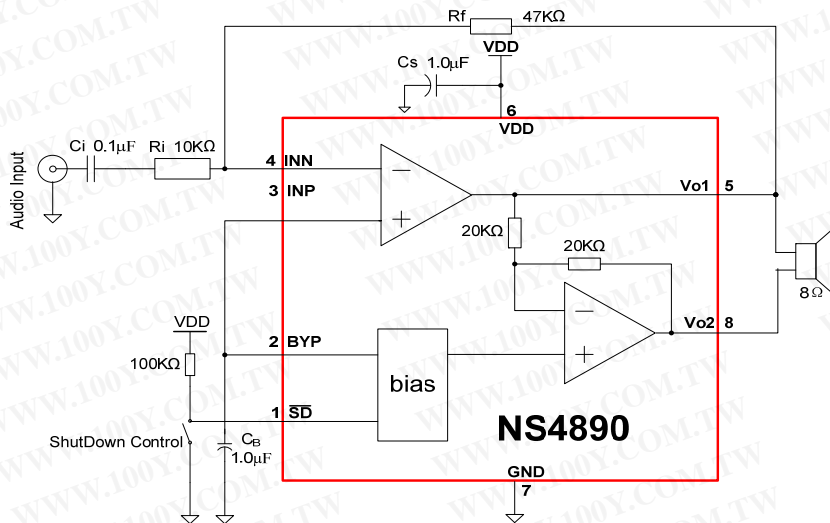 Rf 47KΩ
VDD
Cs 1.0µF
6
VDD
Ci 0.1µF Ri 10KΩ
4 INN
3 INP
Audio Input
Vo1 5
20KΩ
20KΩ
8Ω
Vo2 8
VDD
2 BYP
100KΩ
bias
1 SD
ShutDown Control
CB
1.0µF
NS4890
GND
7
WWW.100Y.COM.TW